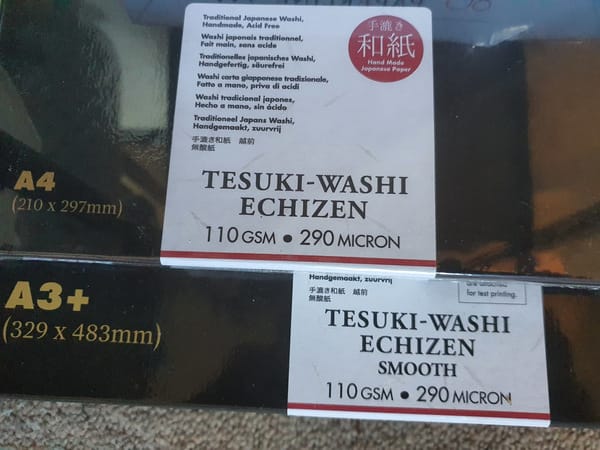 Traditional Japanese Washi,
Handmade, Acid Free
Washi japonais traditionnel,
Fait main, sans acide
Traditionelles japanisches Washi,
Handgefertig, säurefrei
Washi carta giapponese tradizionale,
Fatto a mano, priva di acidi
Washi tradicional japones,
Hecho a mano, sin ácido
Traditioneel Japans Washi,
Handgemaakt, zuurvrij
手漉き和紙 越前
無酸紙
手漉き
和紙
Hand Made
Japanese Paper
TESUKI-WASHI
ECHIZEN
110 GSM • 290 MICRON
A4
(210 x 297mm)
A3+
(329 x 483mm)
Handgemaakt, zuurvrij
手漉き和紙 越前
無酸紙
are attached
for test printing.
TESUKI-WASHI
ECHIZEN
SMOOTH
110 GSM • 290 MICRON